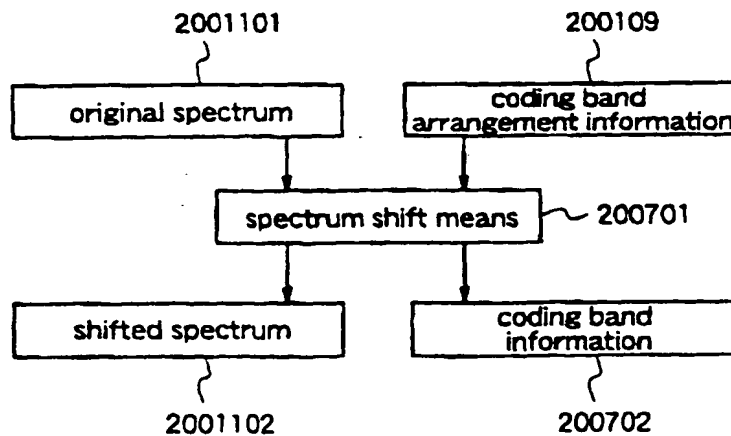 2001101
200109
original spectrum
coding band
arrangement information
spectrum shift means
200701
shifted spectrum
coding band
information
2001102
200702